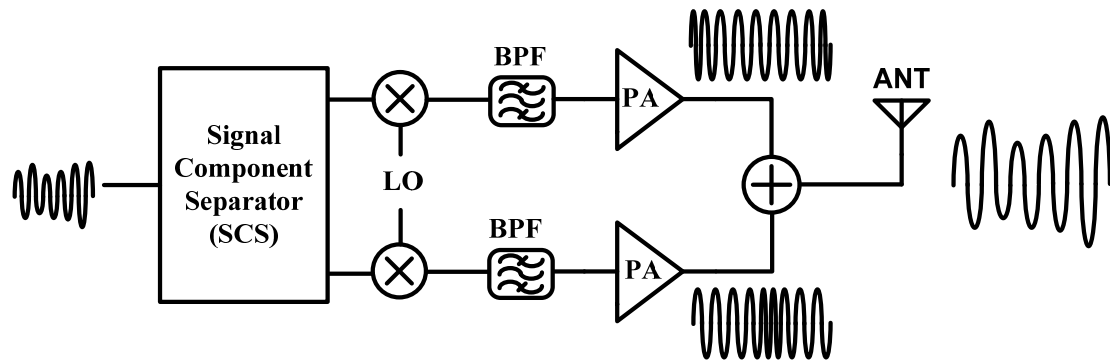 Signal
Component
Separator
(SCS)
LO
BPF
BPF
PA
PA
ANT